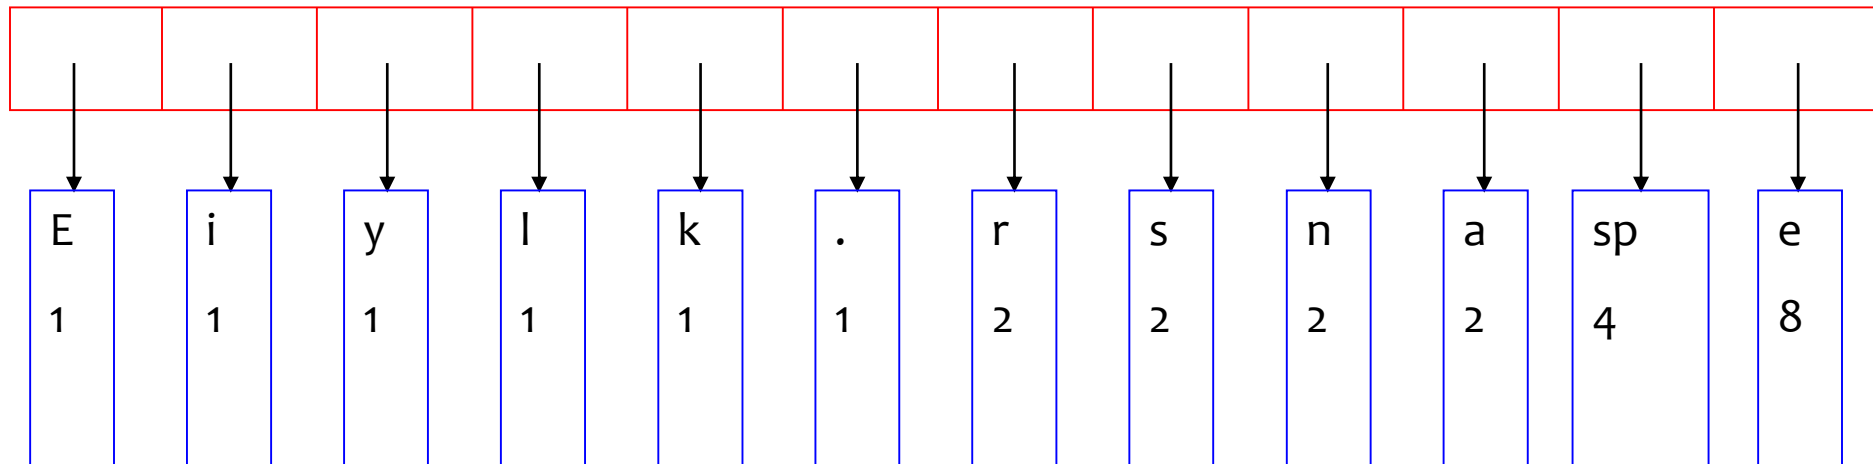 E i y l k . r s n a sp e
1 1 1 1 1 1 2 2 2 2 4 8